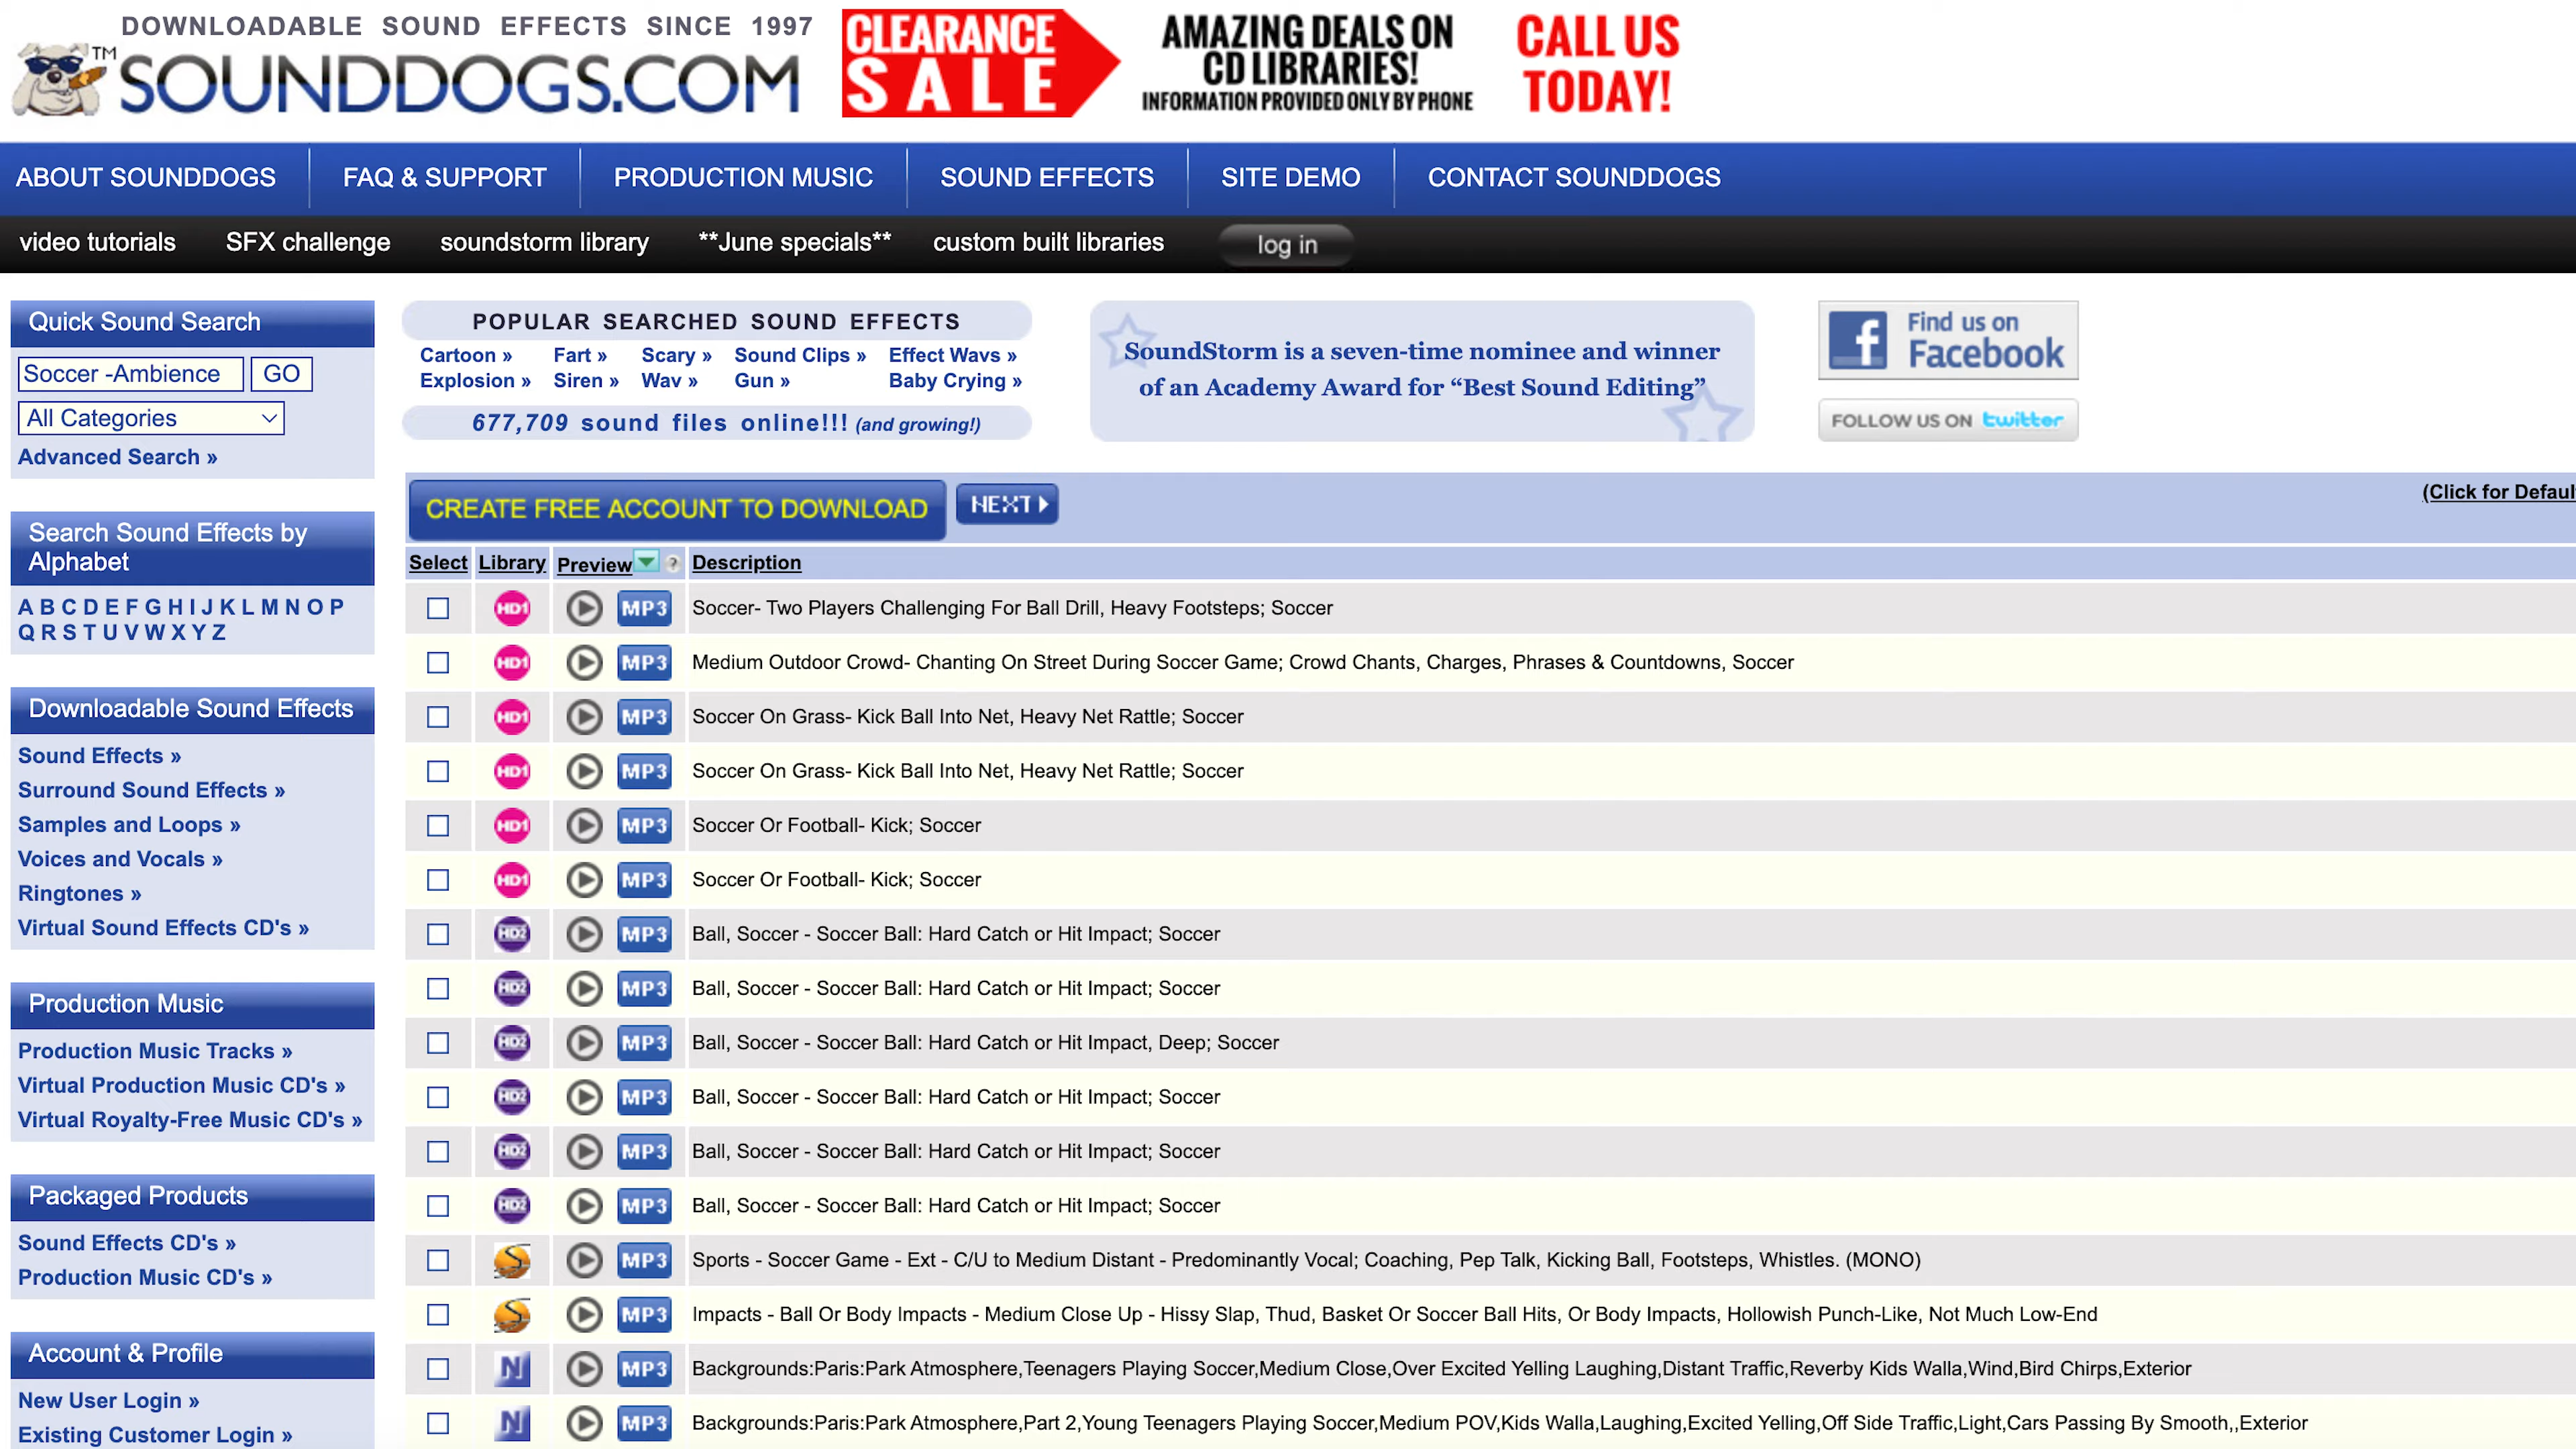 DOWNLOADABLE SOUND EFFECTS SINCE 1997
SOUNDDOGS.COM
TM
CLEARANCE
SALE
AMAZING DEALS ON
CD LIBRARIES!
INFORMATION PROVIDED ONLY BY PHONE
CALL US
TODAY!
ABOUT SOUNDDOGS
FAQ & SUPPORT
PRODUCTION MUSIC
SOUND EFFECTS
SITE DEMO
CONTACT SOUNDDOGS
video tutorials
SFX challenge
soundstorm library
**June specials**
custom built libraries
log in
Quick Sound Search
Soccer -Ambience
GO
All Categories
Advanced Search »
Search Sound Effects by
Alphabet
A B C D E F G H I J K L M N O P
Q R S T U V W X Y Z
Downloadable Sound Effects
Sound Effects »
Surround Sound Effects »
Samples and Loops »
Voices and Vocals »
Ringtones »
Virtual Sound Effects CD's »
Production Music
Production Music Tracks »
Virtual Production Music CD's »
Virtual Royalty-Free Music CD's »
Packaged Products
Sound Effects CD's »
Production Music CD's »
Account & Profile
New User Login »
Existing Customer Login »
POPULAR SEARCHED SOUND EFFECTS
Cartoon » Fart » Scary » Sound Clips » Effect Wavs »
Explosion » Siren » Wav » Gun » Baby Crying »
677,709 sound files online!!! (and growing!)
SoundStorm is a seven-time nominee and winner
of an Academy Award for “Best Sound Editing”
Find us on
Facebook
FOLLOW US ON twitter
CREATE FREE ACCOUNT TO DOWNLOAD
NEXT
(Click for Defaul
Select Library Preview ? Description
HD1 MP3 Soccer- Two Players Challenging For Ball Drill, Heavy Footsteps; Soccer
HD1 MP3 Medium Outdoor Crowd- Chanting On Street During Soccer Game; Crowd Chants, Charges, Phrases & Countdowns, Soccer
HD1 MP3 Soccer On Grass- Kick Ball Into Net, Heavy Net Rattle; Soccer
HD1 MP3 Soccer On Grass- Kick Ball Into Net, Heavy Net Rattle; Soccer
HD1 MP3 Soccer Or Football- Kick; Soccer
HD1 MP3 Soccer Or Football- Kick; Soccer
HD2 MP3 Ball, Soccer - Soccer Ball: Hard Catch or Hit Impact; Soccer
HD2 MP3 Ball, Soccer - Soccer Ball: Hard Catch or Hit Impact; Soccer
HD2 MP3 Ball, Soccer - Soccer Ball: Hard Catch or Hit Impact, Deep; Soccer
HD2 MP3 Ball, Soccer - Soccer Ball: Hard Catch or Hit Impact; Soccer
HD2 MP3 Ball, Soccer - Soccer Ball: Hard Catch or Hit Impact; Soccer
HD2 MP3 Ball, Soccer - Soccer Ball: Hard Catch or Hit Impact; Soccer
S MP3 Sports - Soccer Game - Ext - C/U to Medium Distant - Predominantly Vocal; Coaching, Pep Talk, Kicking Ball, Footsteps, Whistles. (MONO)
S MP3 Impacts - Ball Or Body Impacts - Medium Close Up - Hissy Slap, Thud, Basket Or Soccer Ball Hits, Or Body Impacts, Hollowish Punch-Like, Not Much Low-End
N MP3 Backgrounds:Paris:Park Atmosphere,Teenagers Playing Soccer,Medium Close,Over Excited Yelling Laughing,Distant Traffic,Reverby Kids Walla,Wind,Bird Chirps,Exterior
N MP3 Backgrounds:Paris:Park Atmosphere,Part 2,Young Teenagers Playing Soccer,Medium POV,Kids Walla,Laughing,Excited Yelling,Off Side Traffic,Light,Cars Passing By Smooth,,Exterior